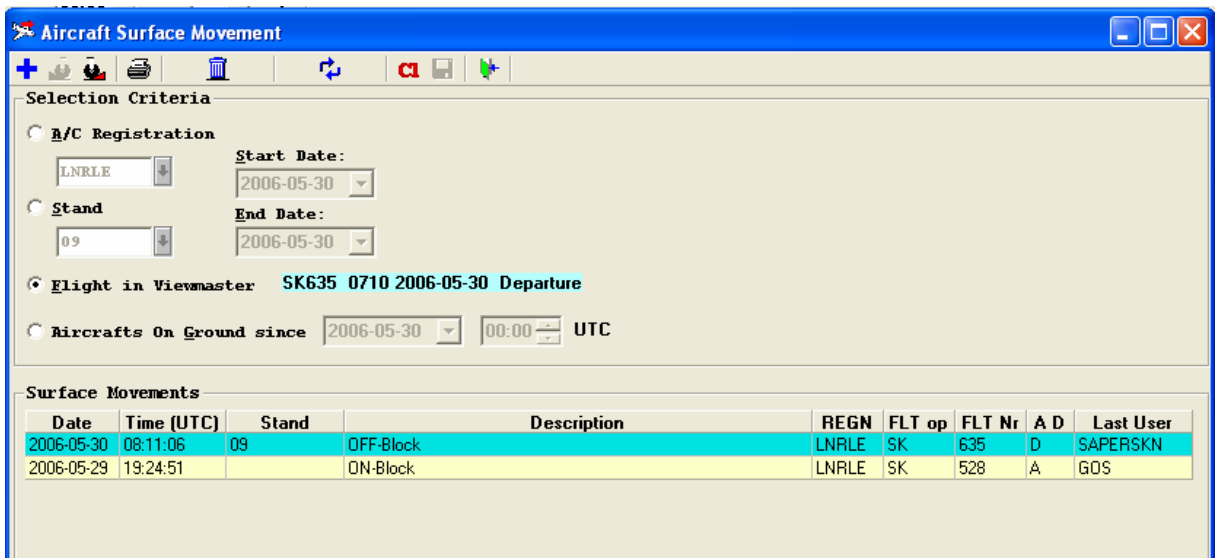 Aircraft Surface Movement
C1
Selection Criteria
A/C Registration
LNRLE
Start Date:
2006-05-30
Stand
09
End Date:
2006-05-30
Flight in Viewmaster SK635 0710 2006-05-30 Departure
Aircrafts On Ground since 2006-05-30 00:00 UTC
Surface Movements
Date Time (UTC) Stand Description REGN FLT op FLT Nr A D Last User
2006-05-30 08:11:06 09 OFF-Block LNRLE SK 635 D SAPERSKN
2006-05-29 19:24:51 ON-Block LNRLE SK 528 A GOS